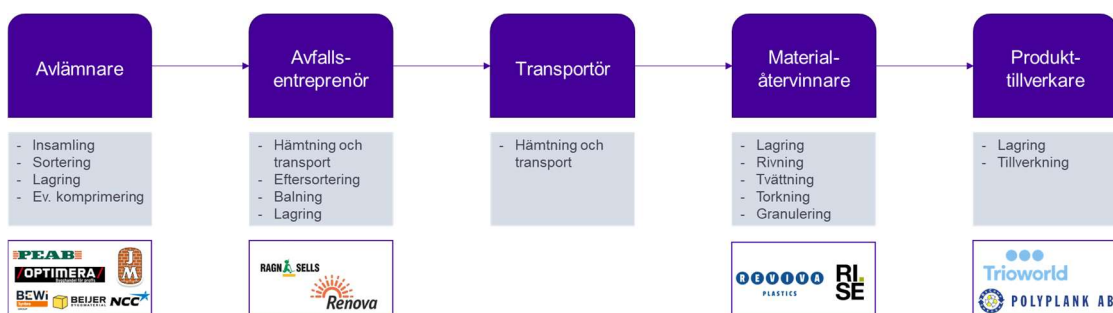 Avlämnare
Avfalls-
entreprenör
Transportör
Material-
återvinnare
Produkt-
tillverkare
- Insamling
- Sortering
- Lagring
- Ev. komprimering
- Hämtning och
transport
- Eftersortering
- Balning
- Lagring
- Hämtning och
transport
- Lagring
- Rivning
- Tvättning
- Torkning
- Granulering
- Lagring
- Tillverkning
PEAB
JM
OPTIMERA
BEWi
BEIJER
BYGGMATERIAL
NCC
RAGN SELLS
Renova
REVIVA
PLASTICS
RI.
SE
Trioworld
POLYPLANK AB